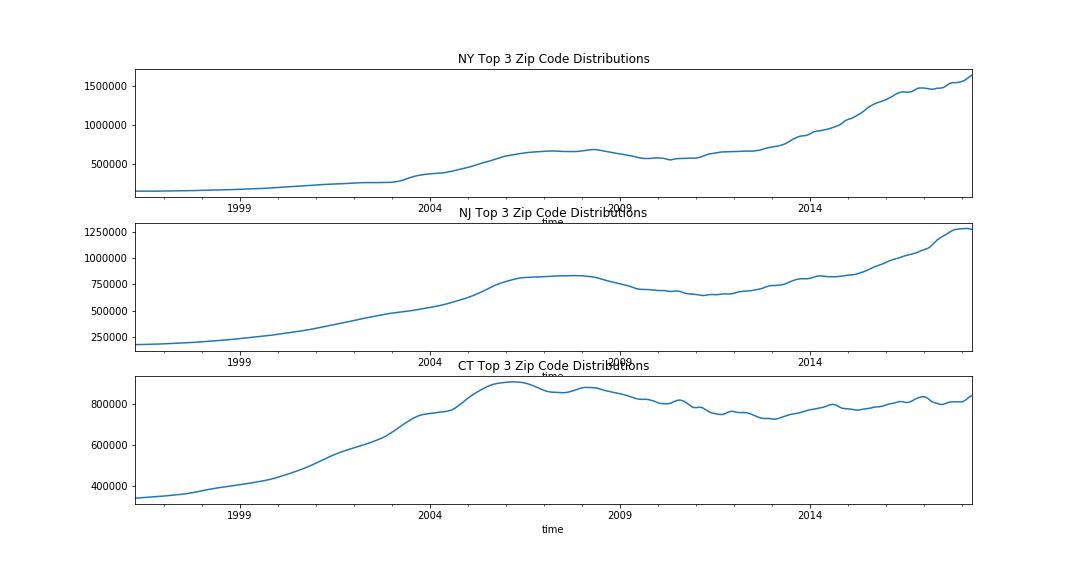 NY Top 3 Zip Code Distributions
1500000
1000000
500000
1999 2004 2009 2014
time
NJ Top 3 Zip Code Distributions
1250000
1000000
750000
500000
250000
1999 2004 2009 2014
time
CT Top 3 Zip Code Distributions
800000
600000
400000
1999 2004 2009 2014
time